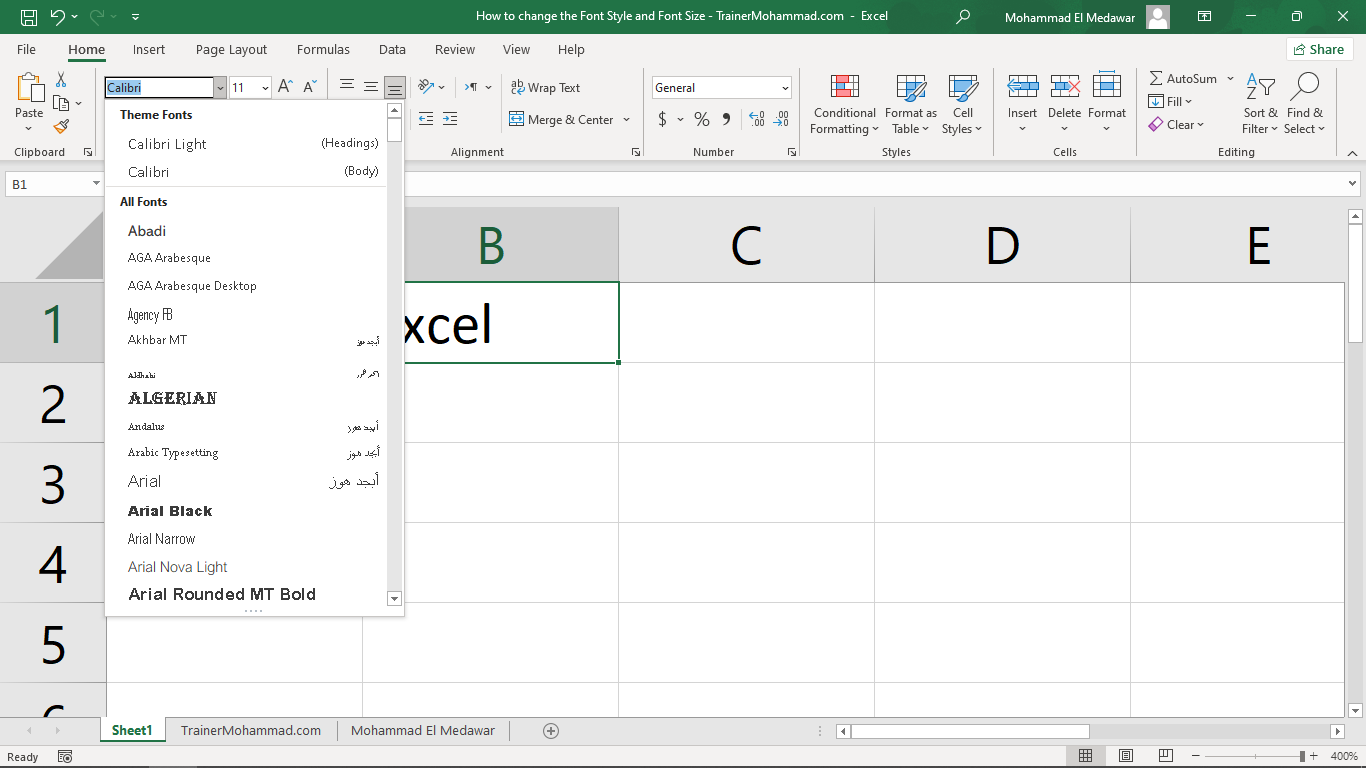 How to change the Font Style and Font Size - TrainerMohammad.com - Excel
Mohammad El Medawar
File Home Insert Page Layout Formulas Data Review View Help
Share
Calibri 11
Paste
Clipboard
Wrap Text
Merge & Center
Alignment
General
$ % 9
Number
Conditional Formatting
Format as Table
Cell Styles
Styles
Insert Delete Format
Cells
AutoSum
Fill
Clear
Sort & Filter
Find & Select
Editing
B1
Theme Fonts
Calibri Light (Headings)
Calibri (Body)
All Fonts
Abadi
AGA Arabesque
AGA Arabesque Desktop
Agency FB
Akhbar MT أبجد هوز
Aldhabi
ALGERIAN
Andalus أبجد هوز
Arabic Typesetting أبجد هوز
Arial أبجد هوز
Arial Black
Arial Narrow
Arial Nova Light
Arial Rounded MT Bold
B C D E
1 xcel
2
3
4
5
6
Sheet1 TrainerMohammad.com Mohammad El Medawar
Ready
400%